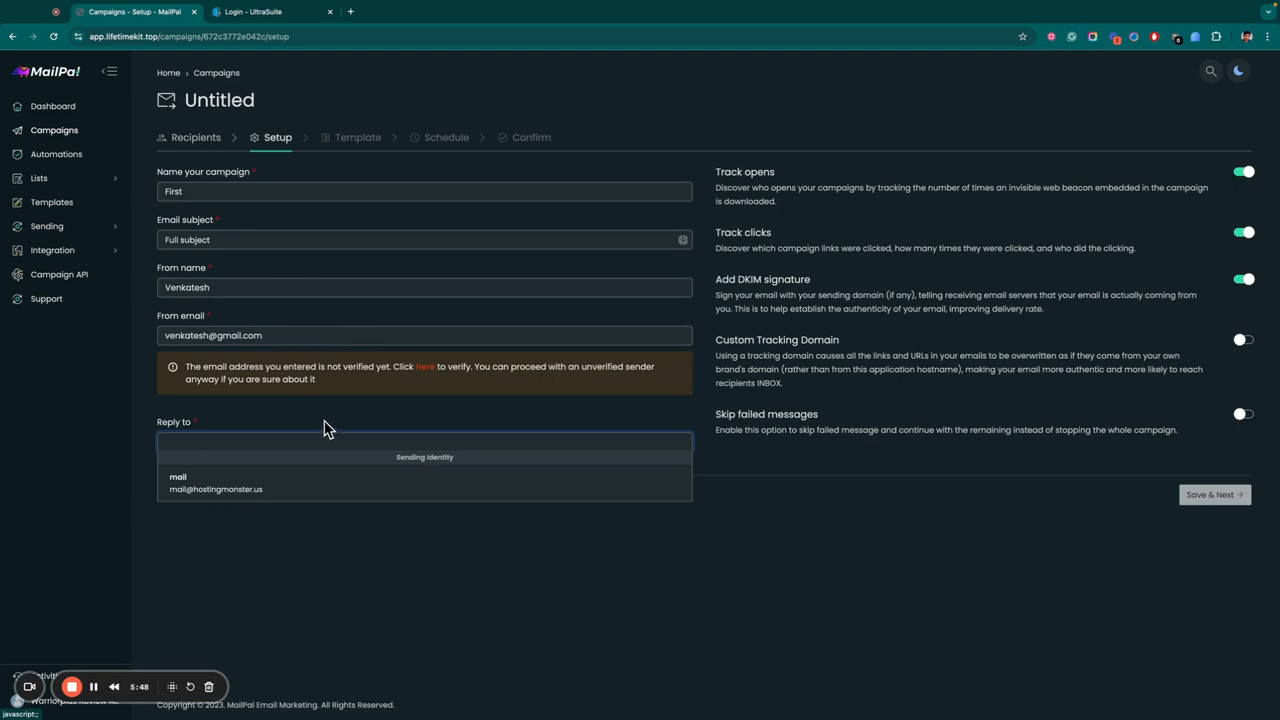 Campaigns - Setup - MailPal
Login - UltraSuite
app.lifetimekit.top/campaigns/672c3772e042c/setup
MailPal
Home › Campaigns
Untitled
Dashboard
Campaigns
Automations
Lists
Templates
Sending
Integration
Campaign API
Support
Recipients
Setup
Template
Schedule
Confirm
Name your campaign *
First
Email subject *
Full subject
From name *
Venkatesh
From email *
venkatesh@gmail.com
The email address you entered is not verified yet. Click here to verify. You can proceed with an unverified sender
anyway if you are sure about it
Reply to *
Sending Identity
mail
mail@hostingmonster.us
Track opens
Discover who opens your campaigns by tracking the number of times an invisible web beacon embedded in the campaign
is downloaded.
Track clicks
Discover which campaign links were clicked, how many times they were clicked, and who did the clicking.
Add DKIM signature
Sign your email with your sending domain (if any), telling receiving email servers that your email is actually coming from
you. This is to help establish the authenticity of your email, improving delivery rate.
Custom Tracking Domain
Using a tracking domain causes all the links and URLs in your emails to be overwritten as if they come from your own
brand's domain (rather than from this application hostname), making your email more authentic and more likely to reach
recipients INBOX.
Skip failed messages
Enable this option to skip failed message and continue with the remaining instead of stopping the whole campaign.
Save & Next →
5:48
Warriorplus Review
javascript:;
Copyright © 2023. MailPal Email Marketing. All Rights Reserved.